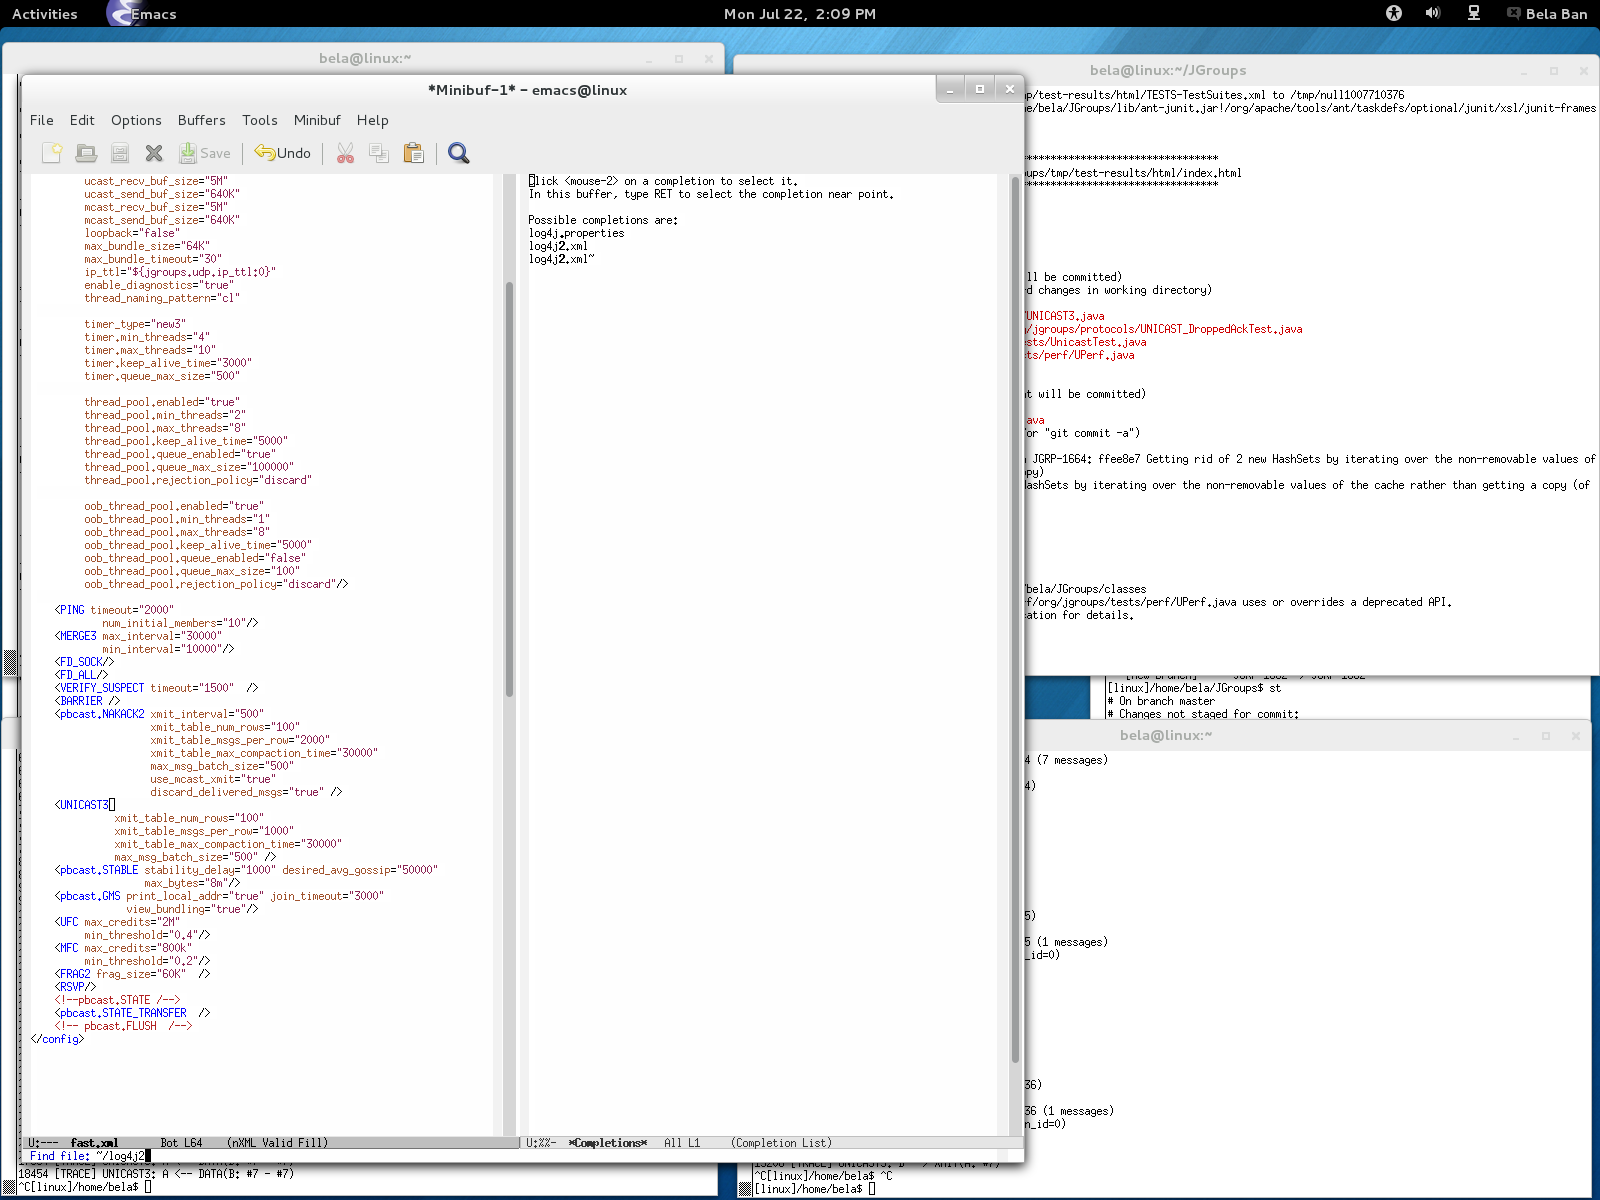 Activities
Emacs
Mon Jul 22, 2:09 PM
Bela Ban
bela@linux:~
bela@linux:~/JGroups
*Minibuf-1* - emacs@linux
File Edit Options Buffers Tools Minibuf Help
Save
Undo
ucast_recv_buf_size="5M"
ucast_send_buf_size="640K"
mcast_recv_buf_size="5M"
mcast_send_buf_size="640K"
loopback="false"
max_bundle_size="64K"
max_bundle_timeout="30"
ip_ttl="${jgroups.udp.ip_ttl:0}"
enable_diagnostics="true"
thread_naming_pattern="cl"
timer_type="new3"
timer.min_threads="4"
timer.max_threads="10"
timer.keep_alive_time="3000"
timer.queue_max_size="500"
thread_pool.enabled="true"
thread_pool.min_threads="2"
thread_pool.max_threads="8"
thread_pool.keep_alive_time="5000"
thread_pool.queue_enabled="true"
thread_pool.queue_max_size="100000"
thread_pool.rejection_policy="discard"
oob_thread_pool.enabled="true"
oob_thread_pool.min_threads="1"
oob_thread_pool.max_threads="8"
oob_thread_pool.keep_alive_time="5000"
oob_thread_pool.queue_enabled="false"
oob_thread_pool.queue_max_size="100"
oob_thread_pool.rejection_policy="discard"/>
<PING timeout="2000"
num_initial_members="10"/>
<MERGE3 max_interval="30000"
min_interval="10000"/>
<FD_SOCK/>
<FD_ALL/>
<VERIFY_SUSPECT timeout="1500"  />
<BARRIER />
<pbcast.NAKACK2 xmit_interval="500"
xmit_table_num_rows="100"
xmit_table_msgs_per_row="2000"
xmit_table_max_compaction_time="30000"
max_msg_batch_size="500"
use_mcast_xmit="true"
discard_delivered_msgs="true" />
<UNICAST3
xmit_table_num_rows="100"
xmit_table_msgs_per_row="1000"
xmit_table_max_compaction_time="30000"
max_msg_batch_size="500" />
<pbcast.STABLE stability_delay="1000" desired_avg_gossip="50000"
max_bytes="8m"/>
<pbcast.GMS print_local_addr="true" join_timeout="3000"
view_bundling="true"/>
<UFC max_credits="2M"
min_threshold="0.4"/>
<MFC max_credits="800k"
min_threshold="0.2"/>
<FRAG2 frag_size="60K"  />
<RSVP/>
<!--pbcast.STATE /-->
<pbcast.STATE_TRANSFER  />
<!-- pbcast.FLUSH  /-->
</config>
U:---  fast.xml       Bot L64    (nXML Valid Fill)
Find file: ~/log4j2
Click <mouse-2> on a completion to select it.
In this buffer, type RET to select the completion near point.
Possible completions are:
log4j.properties
log4j2.xml
log4j2.xml~
U:%%-  *Completions*   All L1     (Completion List)
mp/test-results/html/TESTS-TestSuites.xml to /tmp/null1007710376
me/bela/JGroups/lib/ant-junit.jar!/org/apache/tools/ant/taskdefs/optional/junit/xsl/junit-frames
********************************
oups/tmp/test-results/html/index.html
********************************
ll be committed)
d changes in working directory)
/UNICAST3.java
g/jgroups/protocols/UNICAST_DroppedAckTest.java
ests/UnicastTest.java
ts/perf/UPerf.java
at will be committed)
ava
or "git commit -a")
n JGRP-1664: ffee8e7 Getting rid of 2 new HashSets by iterating over the non-removable values of
opy)
HashSets by iterating over the non-removable values of the cache rather than getting a copy (of
/bela/JGroups/classes
rf/org/jgroups/tests/perf/UPerf.java uses or overrides a deprecated API.
ation for details.
[linux]/home/bela/JGroups$ st
# On branch master
# Changes not staged for commit:
bela@linux:~
4 (7 messages)
4)
5)
5 (1 messages)
_id=0)
36)
36 (1 messages)
n_id=0)
^C[linux]/home/bela$ ^C
[linux]/home/bela$
18454 [TRACE] UNICAST3: A <-- DATA(B: #7 - #7)
^C[linux]/home/bela$